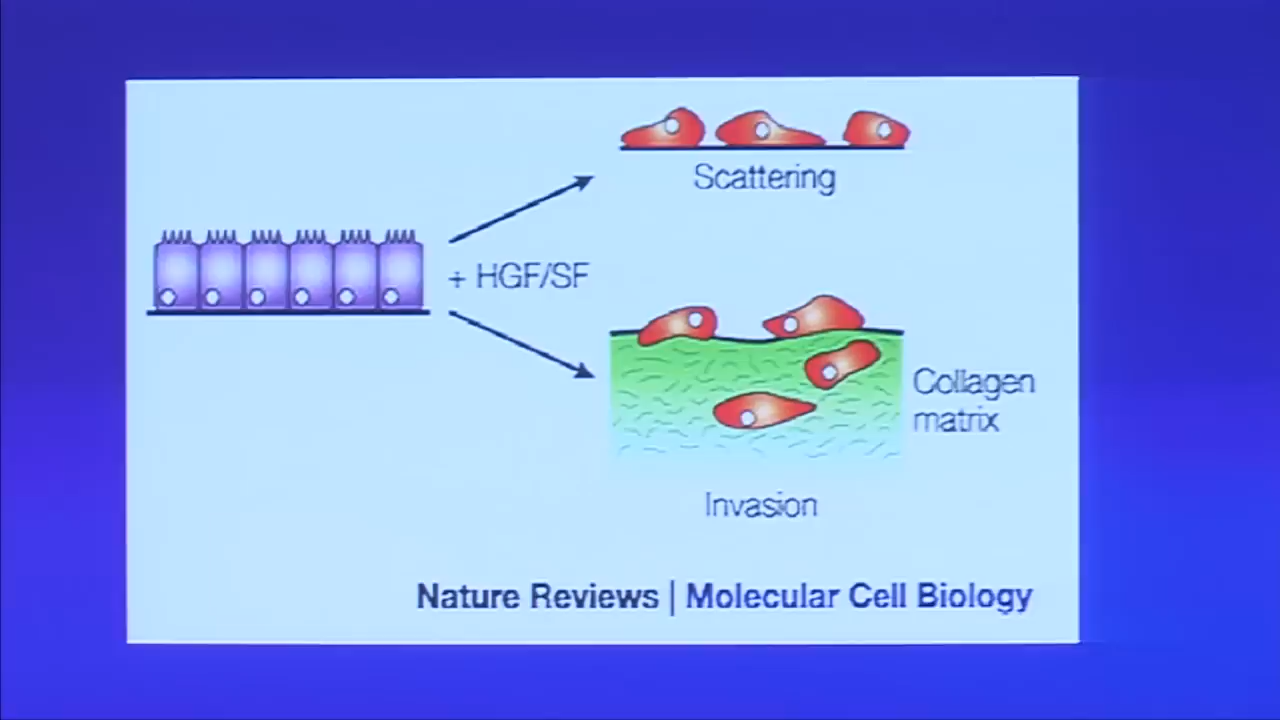 Scattering
+ HGF/SF
Collagen
matrix
Invasion
Nature Reviews | Molecular Cell Biology